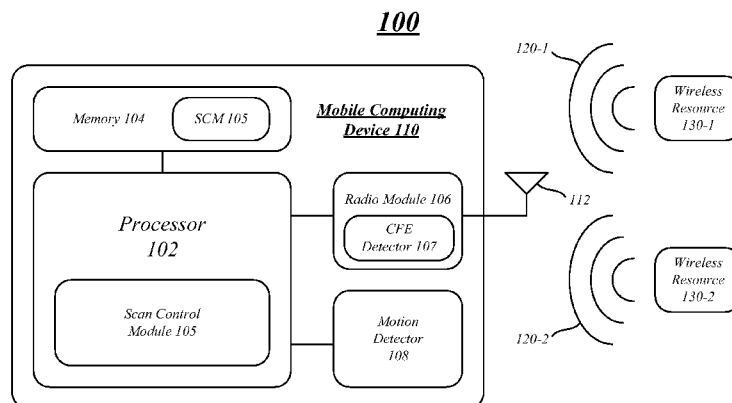 100
120-1
Wireless
Resource
130-1
Memory 104
SCM 105
Mobile Computing
Device 110
Radio Module 106
CFE
Detector 107
112
Processor
102
Scan Control
Module 105
Motion
Detector
108
Wireless
Resource
130-2
120-2